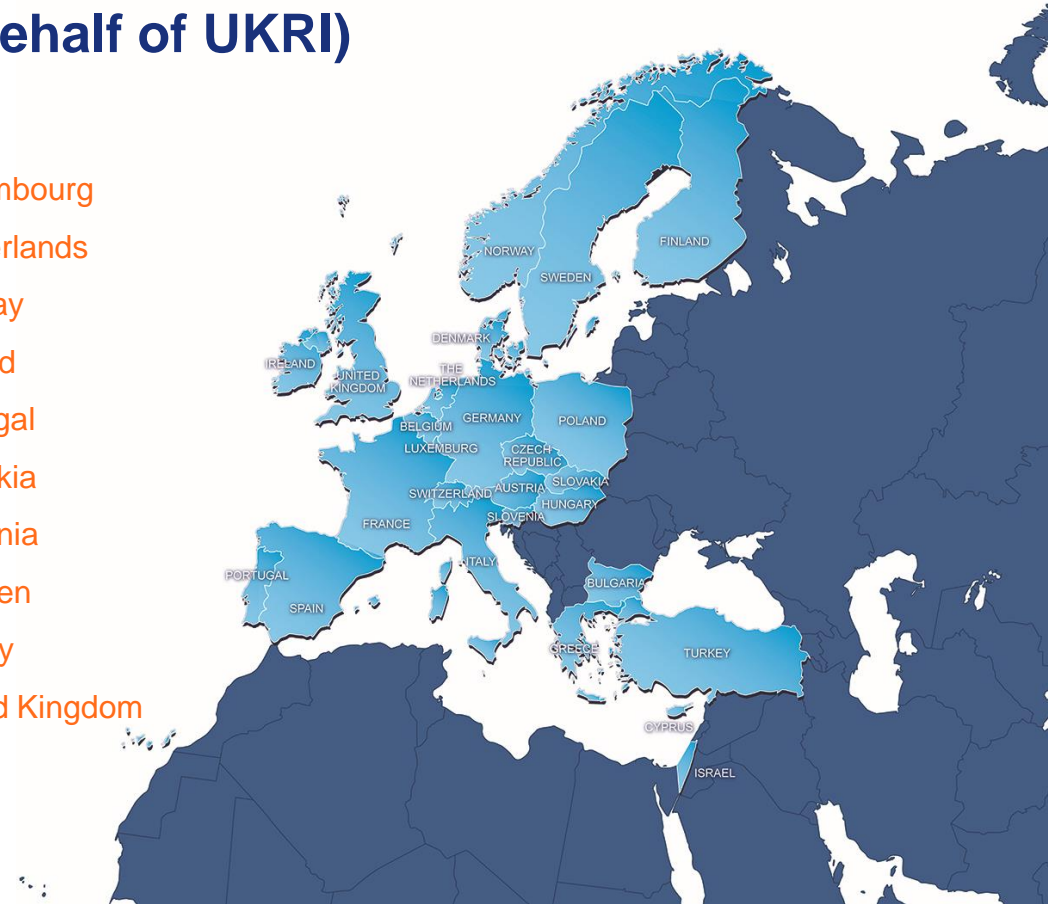 ehalf of UKRI)
mbourg
erlands
ay
d
gal
kia
nia
en
y
d Kingdom
NORWAY
FINLAND
SWEDEN
DENMARK
IRELAND
UNITED
KINGDOM
THE
NETHERLANDS
BELGIUM
GERMANY
POLAND
LUXEMBURG
CZECH
REPUBLIC
SLOVAKIA
SWITZERLAND
AUSTRIA
HUNGARY
SLOVENIA
FRANCE
ITALY
PORTUGAL
SPAIN
BULGARIA
GREECE
TURKEY
CYPRUS
ISRAEL